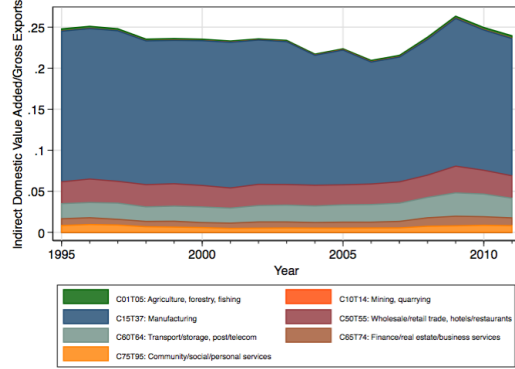 Indirect Domestic Value Added/Gross Exports
.25
.2
.15
.1
.05
0
1995
2000
2005
2010
Year
C01T05: Agriculture, forestry, fishing
C10T14: Mining, quarrying
C15T37: Manufacturing
C50T55: Wholesale/retail trade, hotels/restaurants
C60T64: Transport/storage, post/telecom
C65T74: Finance/real estate/business services
C75T95: Community/social/personal services